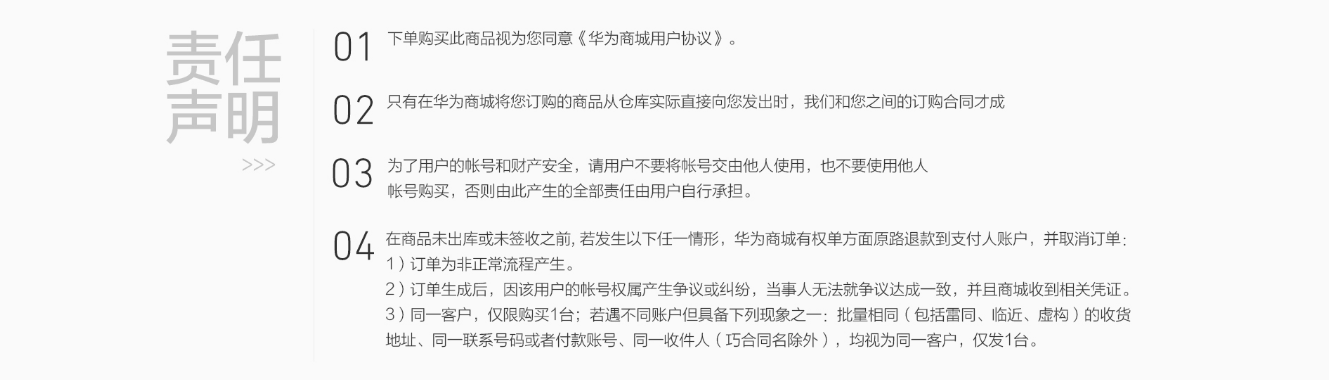 责任
声明
>>>
01 下单购买此商品视为您同意《华为商城用户协议》。
02 只有在华为商城将您订购的商品从仓库实际直接向您发出时，我们和您之间的订购合同才成
03 为了用户的帐号和财产安全，请用户不要将帐号交由他人使用，也不要使用他人
帐号购买，否则由此产生的全部责任由用户自行承担。
04 在商品未出库或未签收之前, 若发生以下任一情形，华为商城有权单方面原路退款到支付人账户，并取消订单：
1）订单为非正常流程产生。
2）订单生成后，因该用户的帐号权属产生争议或纠纷，当事人无法就争议达成一致，并且商城收到相关凭证。
3）同一客户，仅限购买1台；若遇不同账户但具备下列现象之一：批量相同（包括雷同、临近、虚构）的收货
地址、同一联系号码或者付款账号、同一收件人（巧合同名除外），均视为同一客户，仅发1台。